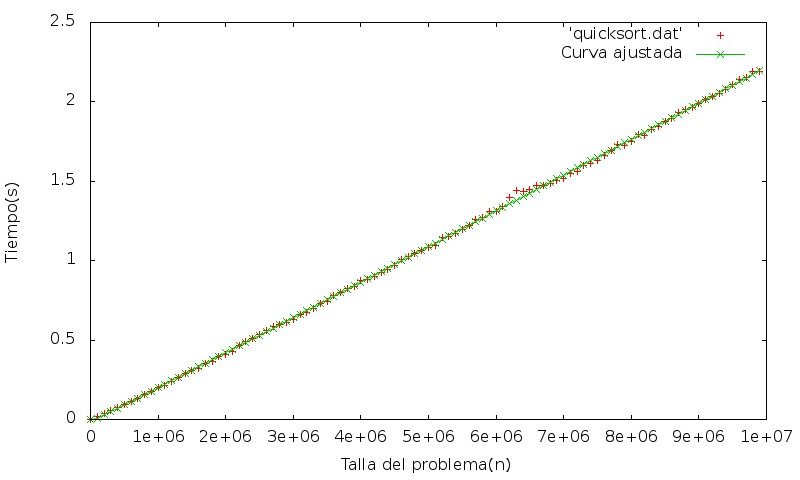 2.5
'quicksort.dat'
Curva ajustada
2
1.5
Tiempo(s)
1
0.5
0
0 1e+06 2e+06 3e+06 4e+06 5e+06 6e+06 7e+06 8e+06 9e+06 1e+07
Talla del problema(n)